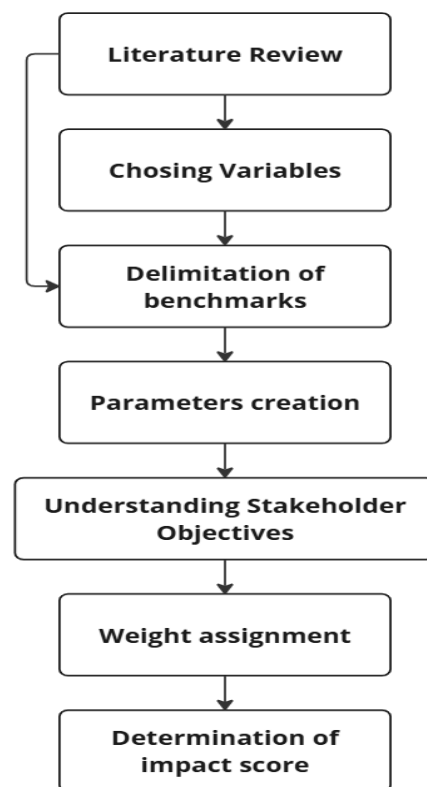 Literature Review
Chosing Variables
Delimitation of
benchmarks
Parameters creation
Understanding Stakeholder
Objectives
Weight assignment
Determination of
impact score